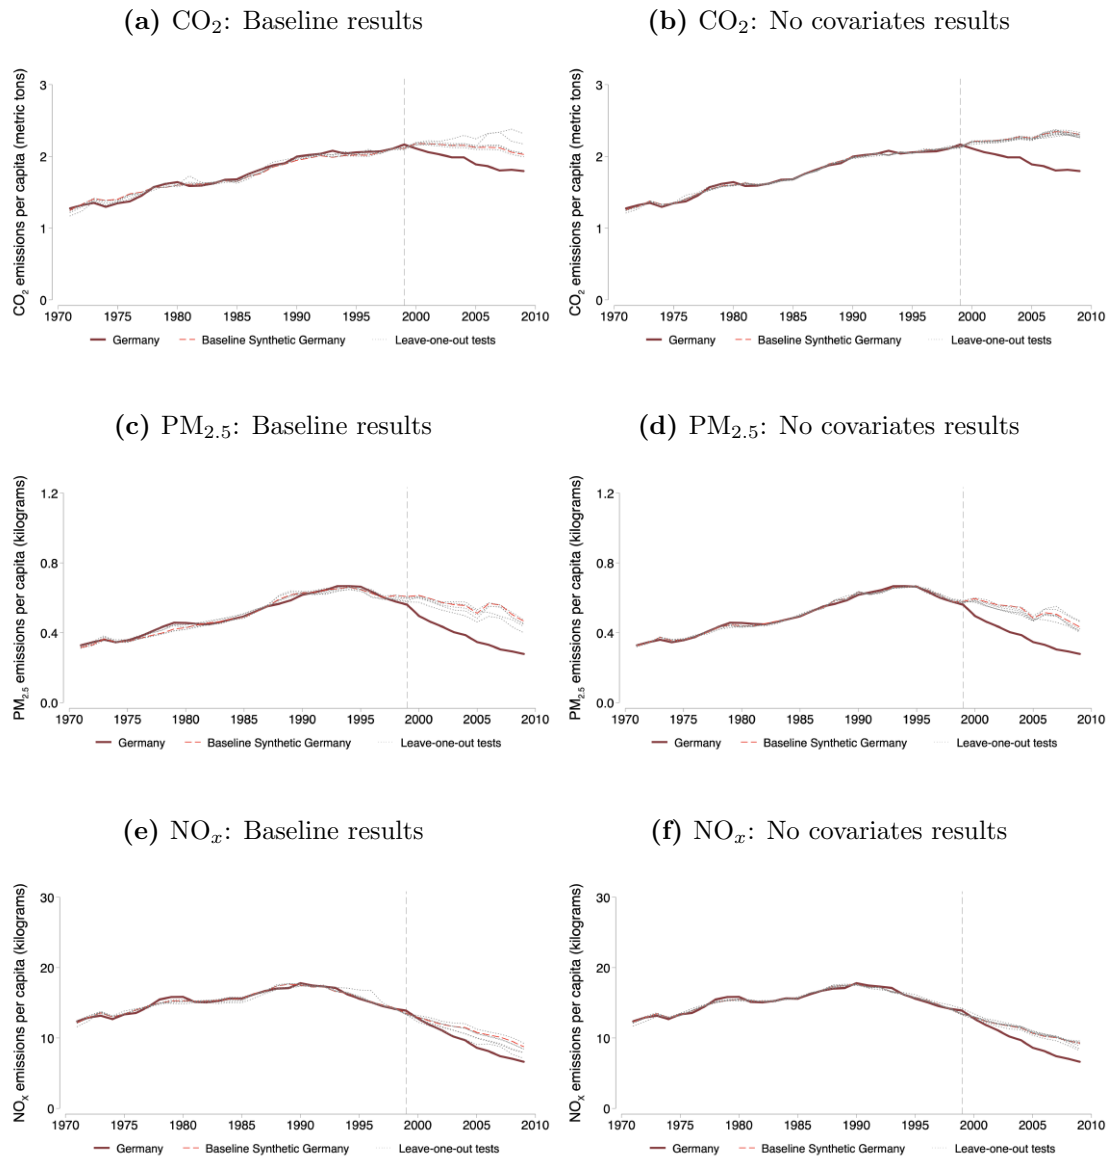 (a) CO₂: Baseline results
CO₂ emissions per capita (metric tons)
3
2
1
0
1970 1975 1980 1985 1990 1995 2000 2005 2010
Germany Baseline Synthetic Germany Leave-one-out tests
(b) CO₂: No covariates results
CO₂ emissions per capita (metric tons)
3
2
1
0
1970 1975 1980 1985 1990 1995 2000 2005 2010
Germany Baseline Synthetic Germany Leave-one-out tests
(c) PM₂.₅: Baseline results
PM₂.₅ emissions per capita (kilograms)
1.2
0.8
0.4
0.0
1970 1975 1980 1985 1990 1995 2000 2005 2010
Germany Baseline Synthetic Germany Leave-one-out tests
(d) PM₂.₅: No covariates results
PM₂.₅ emissions per capita (kilograms)
1.2
0.8
0.4
0.0
1970 1975 1980 1985 1990 1995 2000 2005 2010
Germany Baseline Synthetic Germany Leave-one-out tests
(e) NOₓ: Baseline results
NOₓ emissions per capita (kilograms)
30
20
10
0
1970 1975 1980 1985 1990 1995 2000 2005 2010
Germany Baseline Synthetic Germany Leave-one-out tests
(f) NOₓ: No covariates results
NOₓ emissions per capita (kilograms)
30
20
10
0
1970 1975 1980 1985 1990 1995 2000 2005 2010
Germany Baseline Synthetic Germany Leave-one-out tests